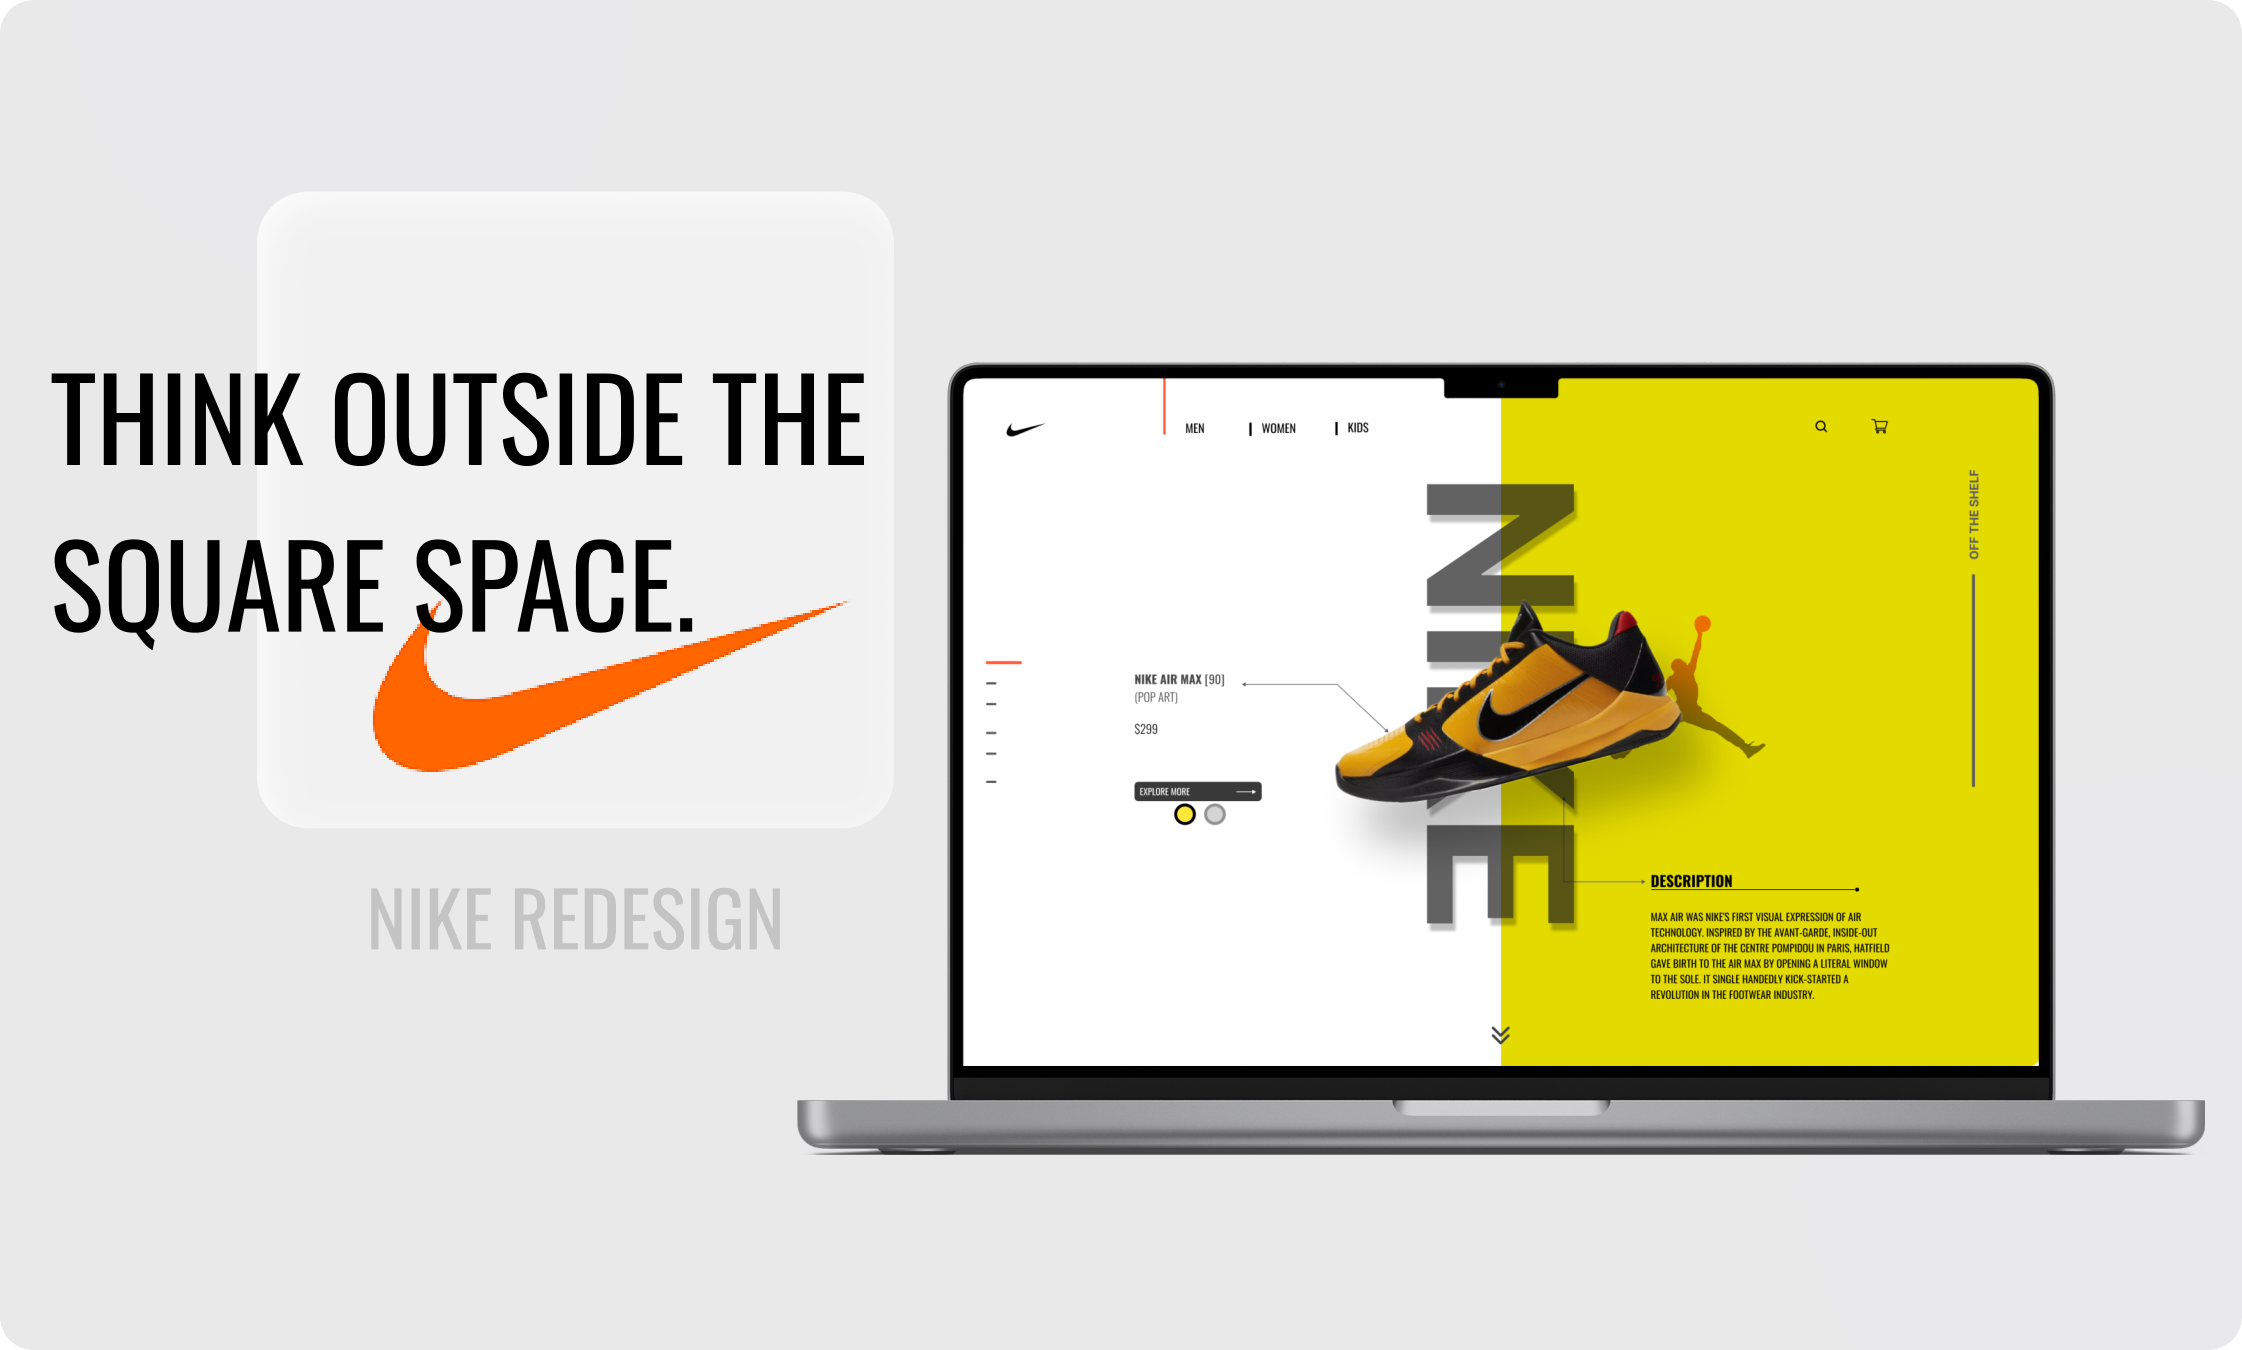 THINK OUTSIDE THE
SQUARE SPACE.
NIKE REDESIGN
MEN
WOMEN
KIDS
OFF THE SHELF
NIKE
NIKE AIR MAX [90]
(POP ART)
$299
EXPLORE MORE
DESCRIPTION
MAX AIR WAS NIKE'S FIRST VISUAL EXPRESSION OF AIR
TECHNOLOGY. INSPIRED BY THE AVANT-GARDE, INSIDE-OUT
ARCHITECTURE OF THE CENTRE POMPIDOU IN PARIS, HATFIELD
GAVE BIRTH TO THE AIR MAX BY OPENING A LITERAL WINDOW
TO THE SOLE. IT SINGLE HANDEDLY KICK-STARTED A
REVOLUTION IN THE FOOTWEAR INDUSTRY.